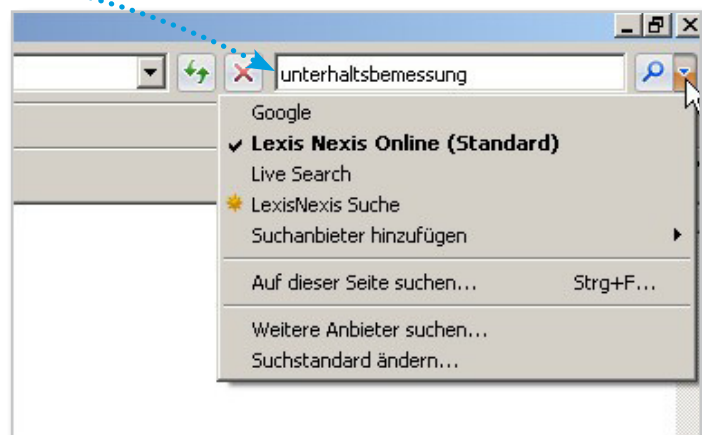 unterhaltsbemessung
Google
Lexis Nexis Online (Standard)
Live Search
LexisNexis Suche
Suchanbieter hinzufügen
Auf dieser Seite suchen... Strg+F...
Weitere Anbieter suchen...
Suchstandard ändern...